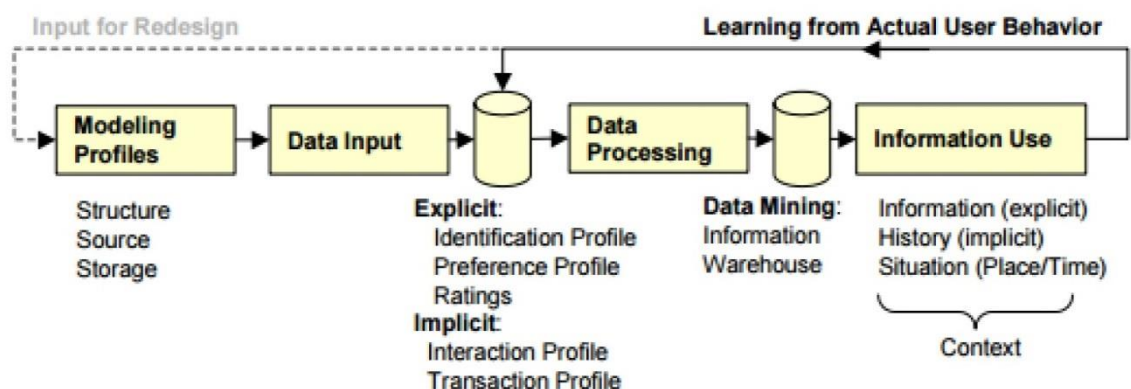 Input for Redesign
Learning from Actual User Behavior
Modeling
Profiles
Data Input
Data
Processing
Information Use
Structure
Source
Storage
Explicit:
Identification Profile
Preference Profile
Ratings
Implicit:
Interaction Profile
Transaction Profile
Data Mining:
Information
Warehouse
Information (explicit)
History (implicit)
Situation (Place/Time)
Context